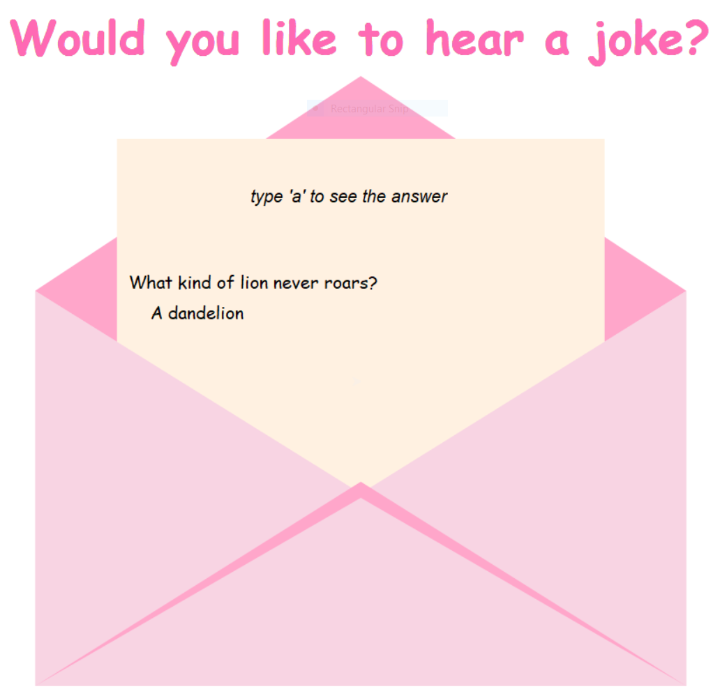 Would you like to hear a joke?
Rectangular Snip
type 'a' to see the answer
What kind of lion never roars?
A dandelion